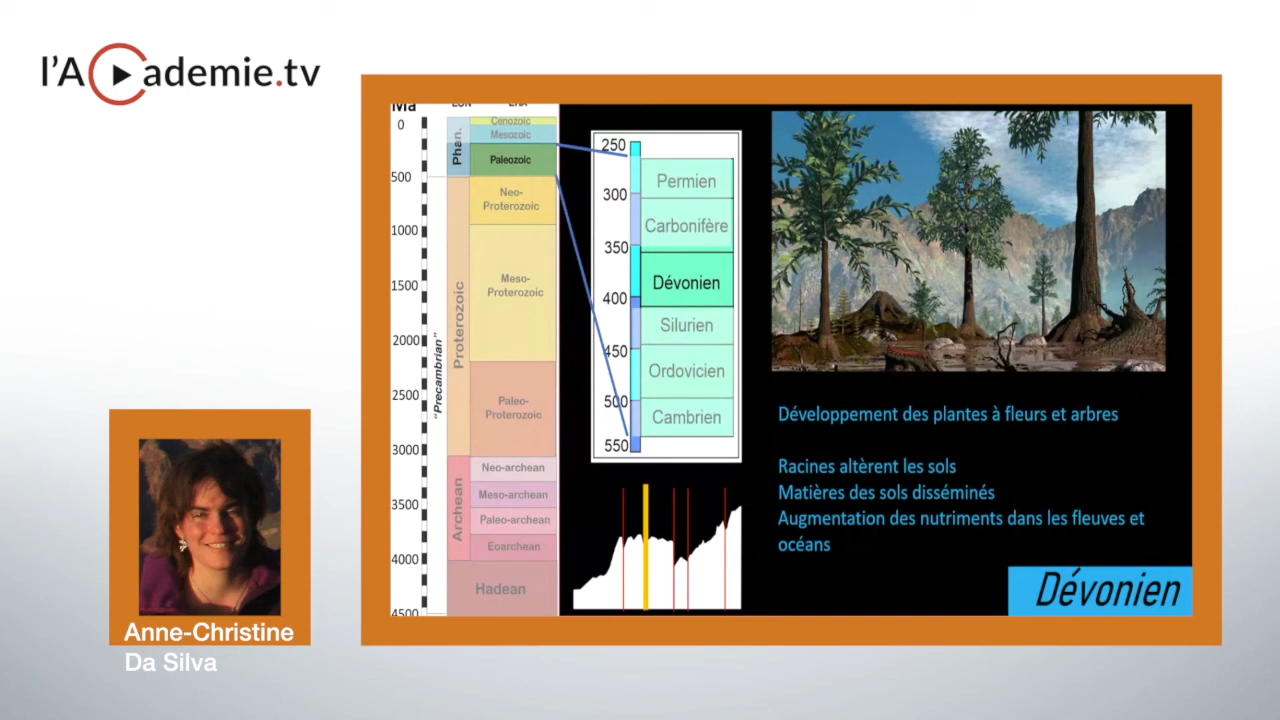 l'Academie.tv
Ma
EON
ERA
0
500
1000
1500
2000
2500
3000
3500
4000
4500
"Precambrian"
Phan.
Proterozoic
Archean
Cenozoic
Mesozoic
Paleozoic
Neo-
Proterozoic
Meso-
Proterozoic
Paleo-
Proterozoic
Neo-archean
Meso-archean
Paleo-archean
Eoarchean
Hadean
250
300
350
400
450
500
550
Permien
Carbonifère
Dévonien
Silurien
Ordovicien
Cambrien
Développement des plantes à fleurs et arbres
Racines altèrent les sols
Matières des sols disséminés
Augmentation des nutriments dans les fleuves et
océans
Dévonien
Anne-Christine
Da Silva